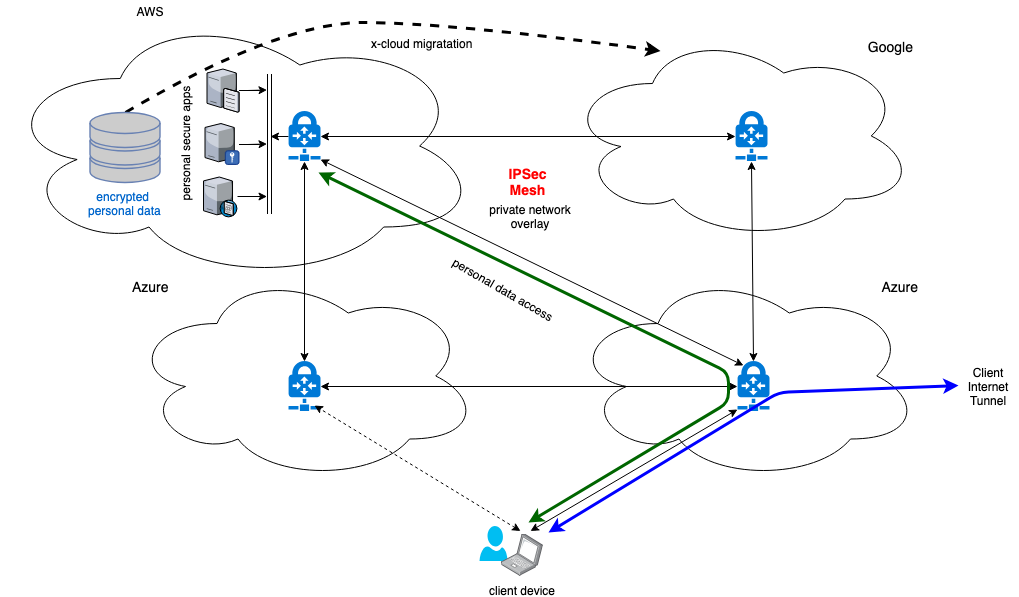 AWS
x-cloud migratation
Google
personal secure apps
encrypted
personal data
IPSec
Mesh
private network
overlay
personal data access
Azure
Azure
Client
Internet
Tunnel
client device